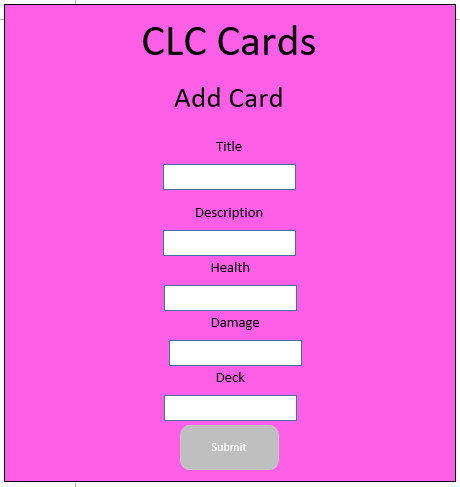 CLC Cards
Add Card
Title
Description
Health
Damage
Deck
Submit